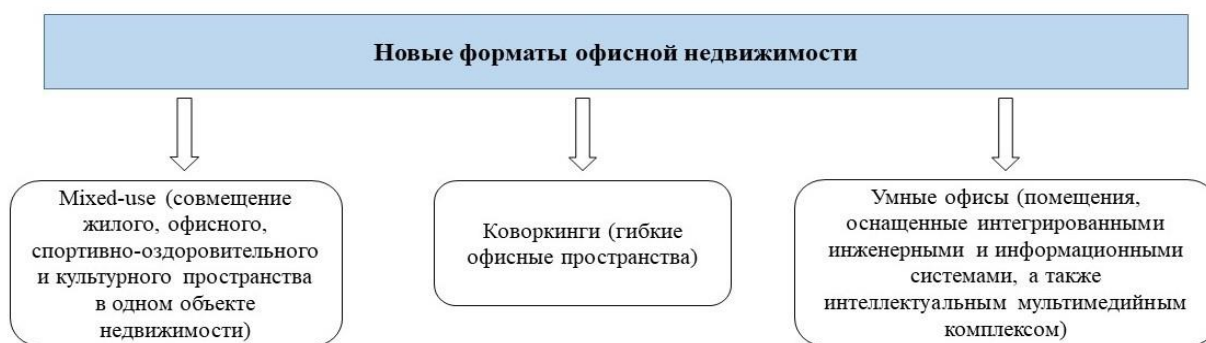 Новые форматы офисной недвижимости
Mixed-use (совмещение
жилого, офисного,
спортивно-оздоровительного
и культурного пространства
в одном объекте
недвижимости)
Коворкинги (гибкие
офисные пространства)
Умные офисы (помещения,
оснащенные интегрированными
инженерными и информационными
системами, а также
интеллектуальным мультимедийным
комплексом)